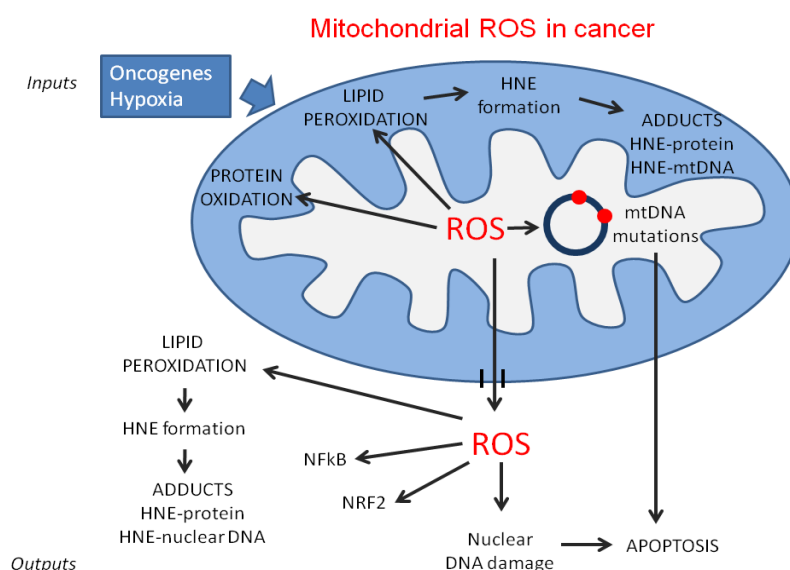 Mitochondrial ROS in cancer
Inputs
Oncogenes
Hypoxia
LIPID
PEROXIDATION
HNE
formation
ADDUCTS
HNE-protein
HNE-mtDNA
PROTEIN
OXIDATION
ROS
mtDNA
mutations
LIPID
PEROXIDATION
HNE formation
ADDUCTS
HNE-protein
HNE-nuclear DNA
ROS
NFkB
NRF2
Nuclear
DNA damage
APOPTOSIS
Outputs